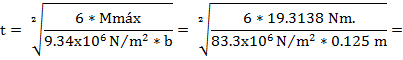 t = ²√(6 * Mmáx / 9.34x10⁶ N/m² * b) = ²√(6 * 19.3138 Nm. / 83.3x10⁶ N/m² * 0.125 m) =